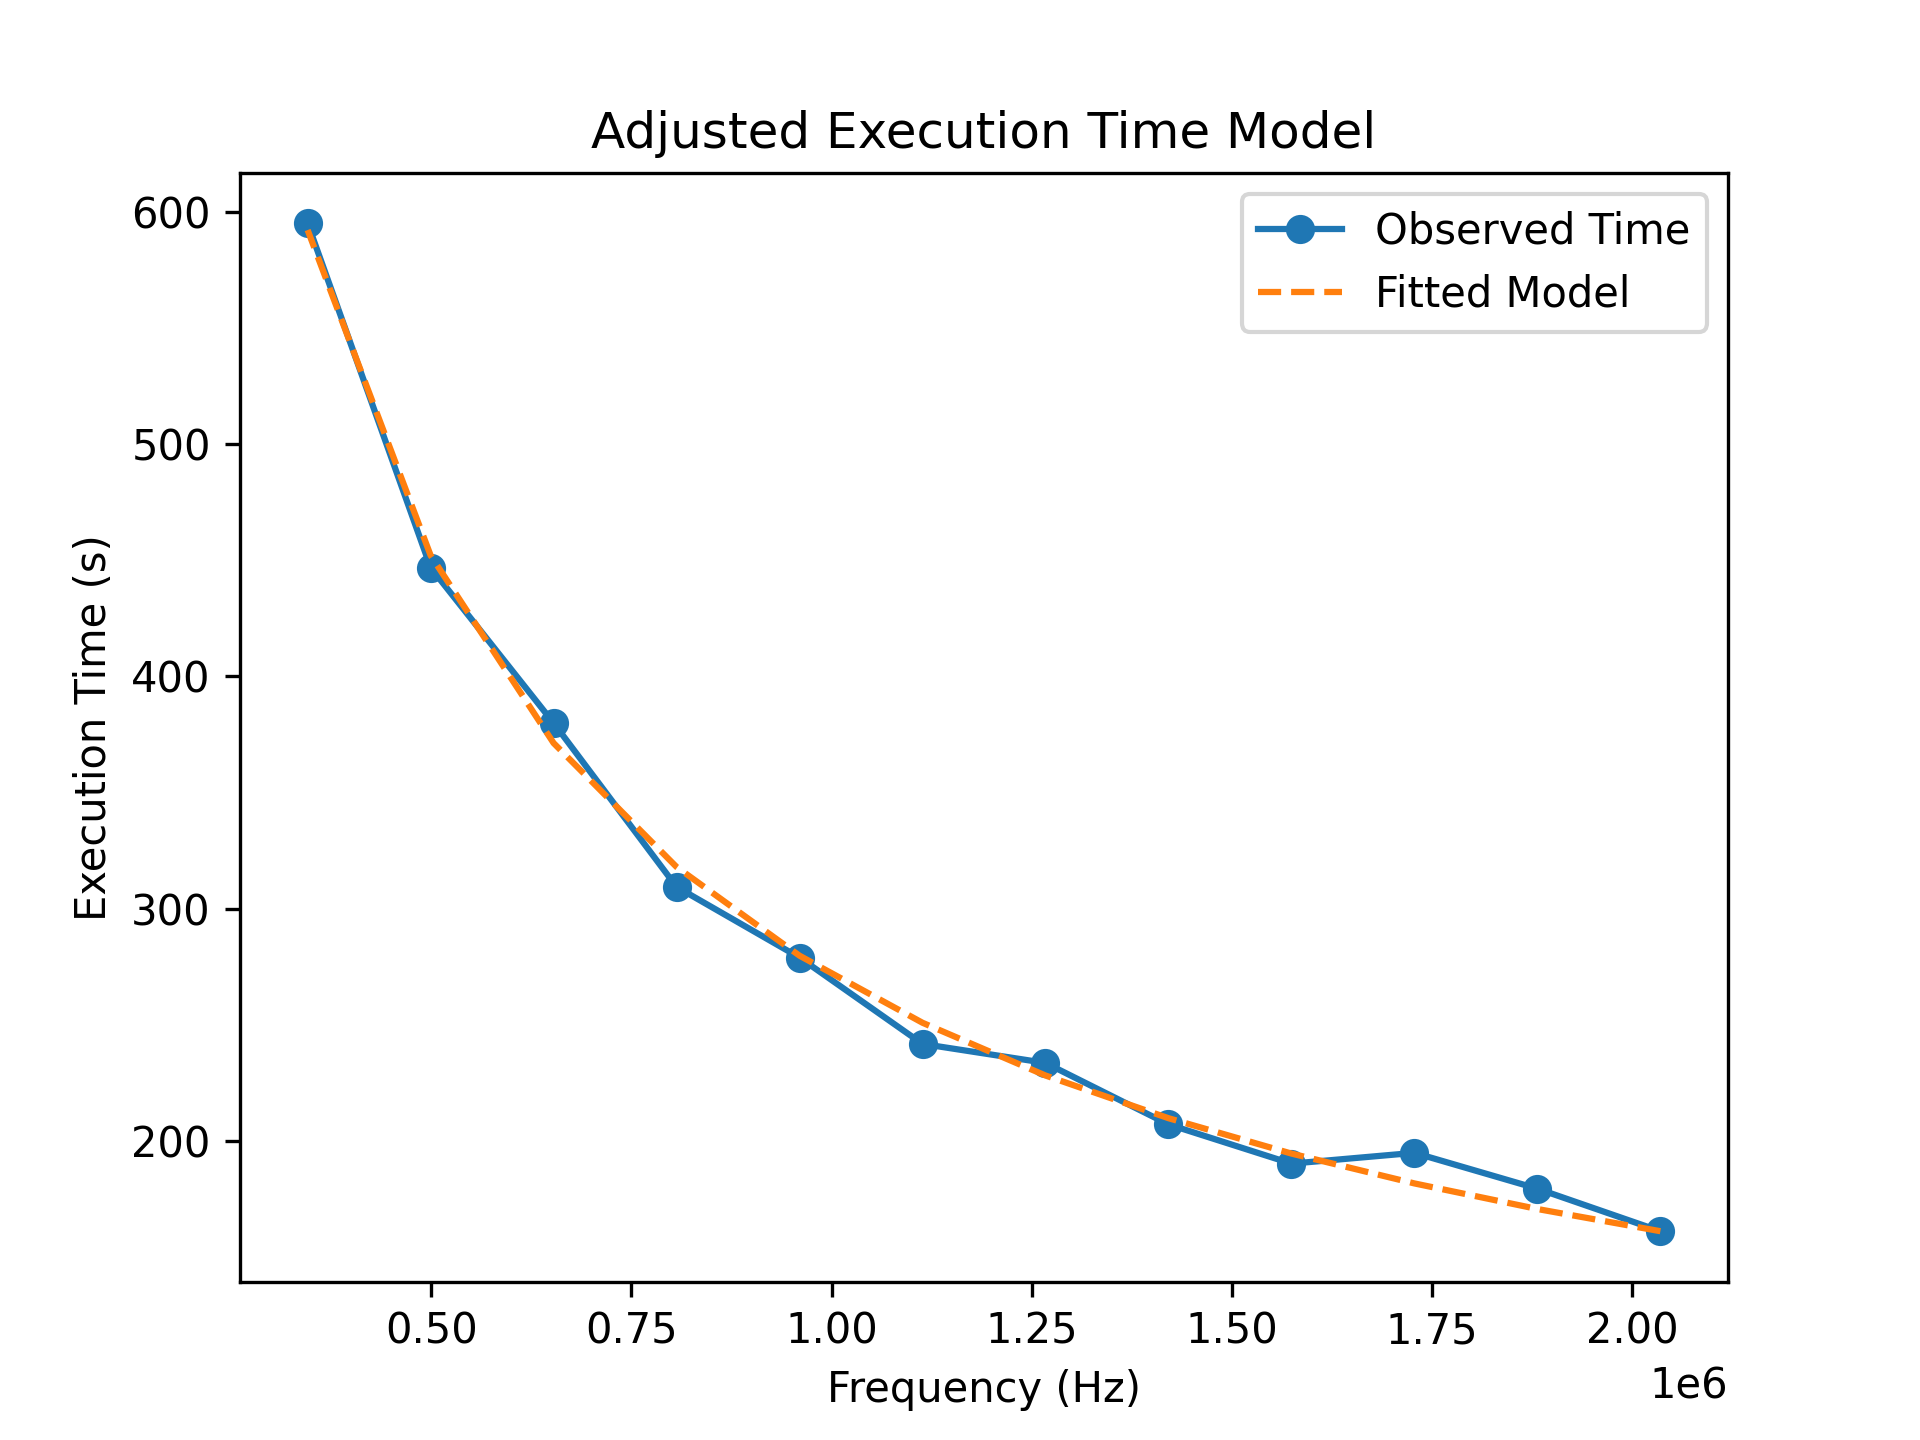 Adjusted Execution Time Model
Observed Time
Fitted Model
600
500
400
300
200
Execution Time (s)
0.50 0.75 1.00 1.25 1.50 1.75 2.00
1e6
Frequency (Hz)